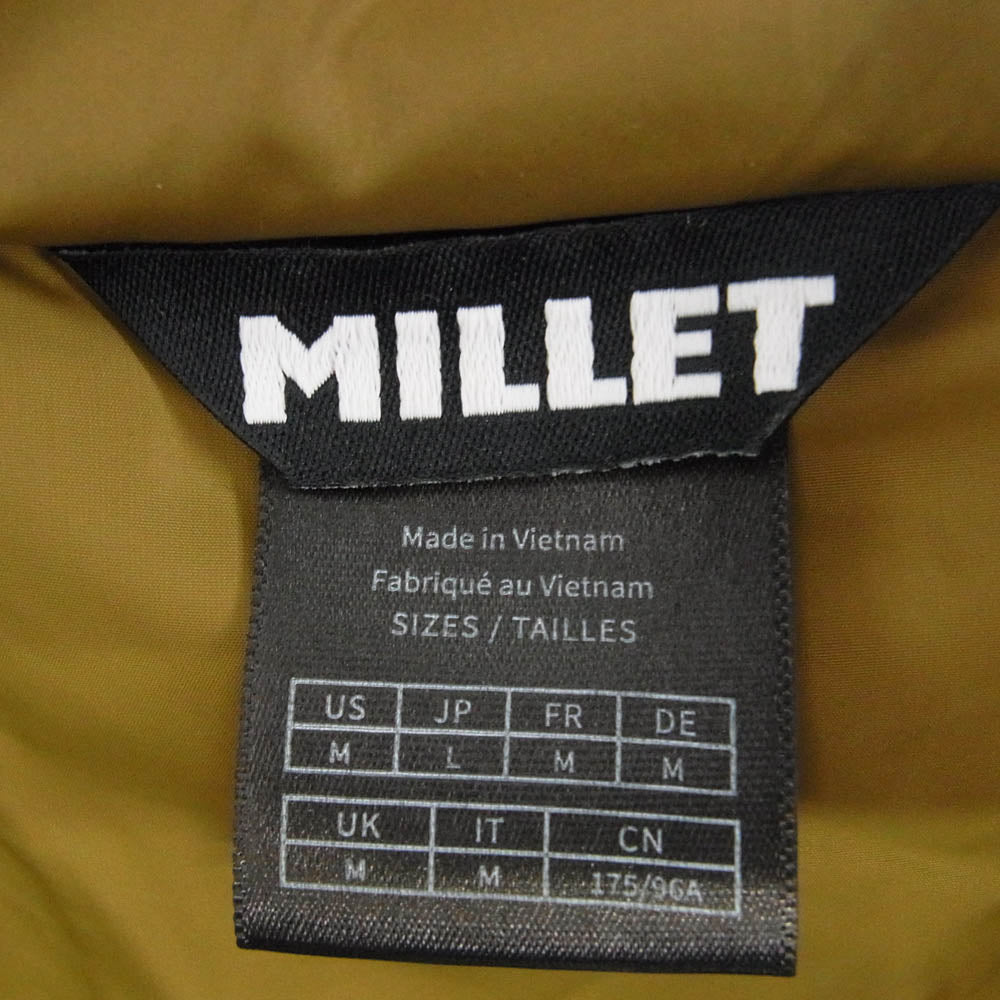 MILLET
Made in Vietnam
Fabriqué au Vietnam
SIZES / TAILLES
US JP FR DE
M L M M
UK IT CN
M M 175/96A